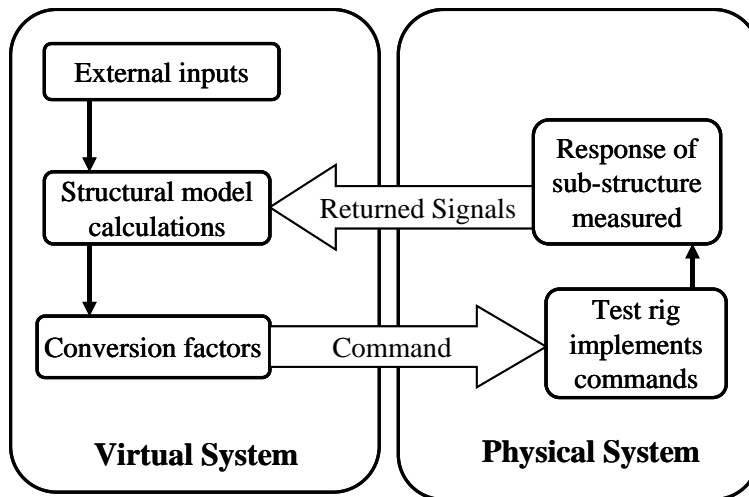 External inputs
Structural model
calculations
Conversion factors
Virtual System
Returned Signals
Command
Response of
sub-structure
measured
Test rig
implements
commands
Physical System